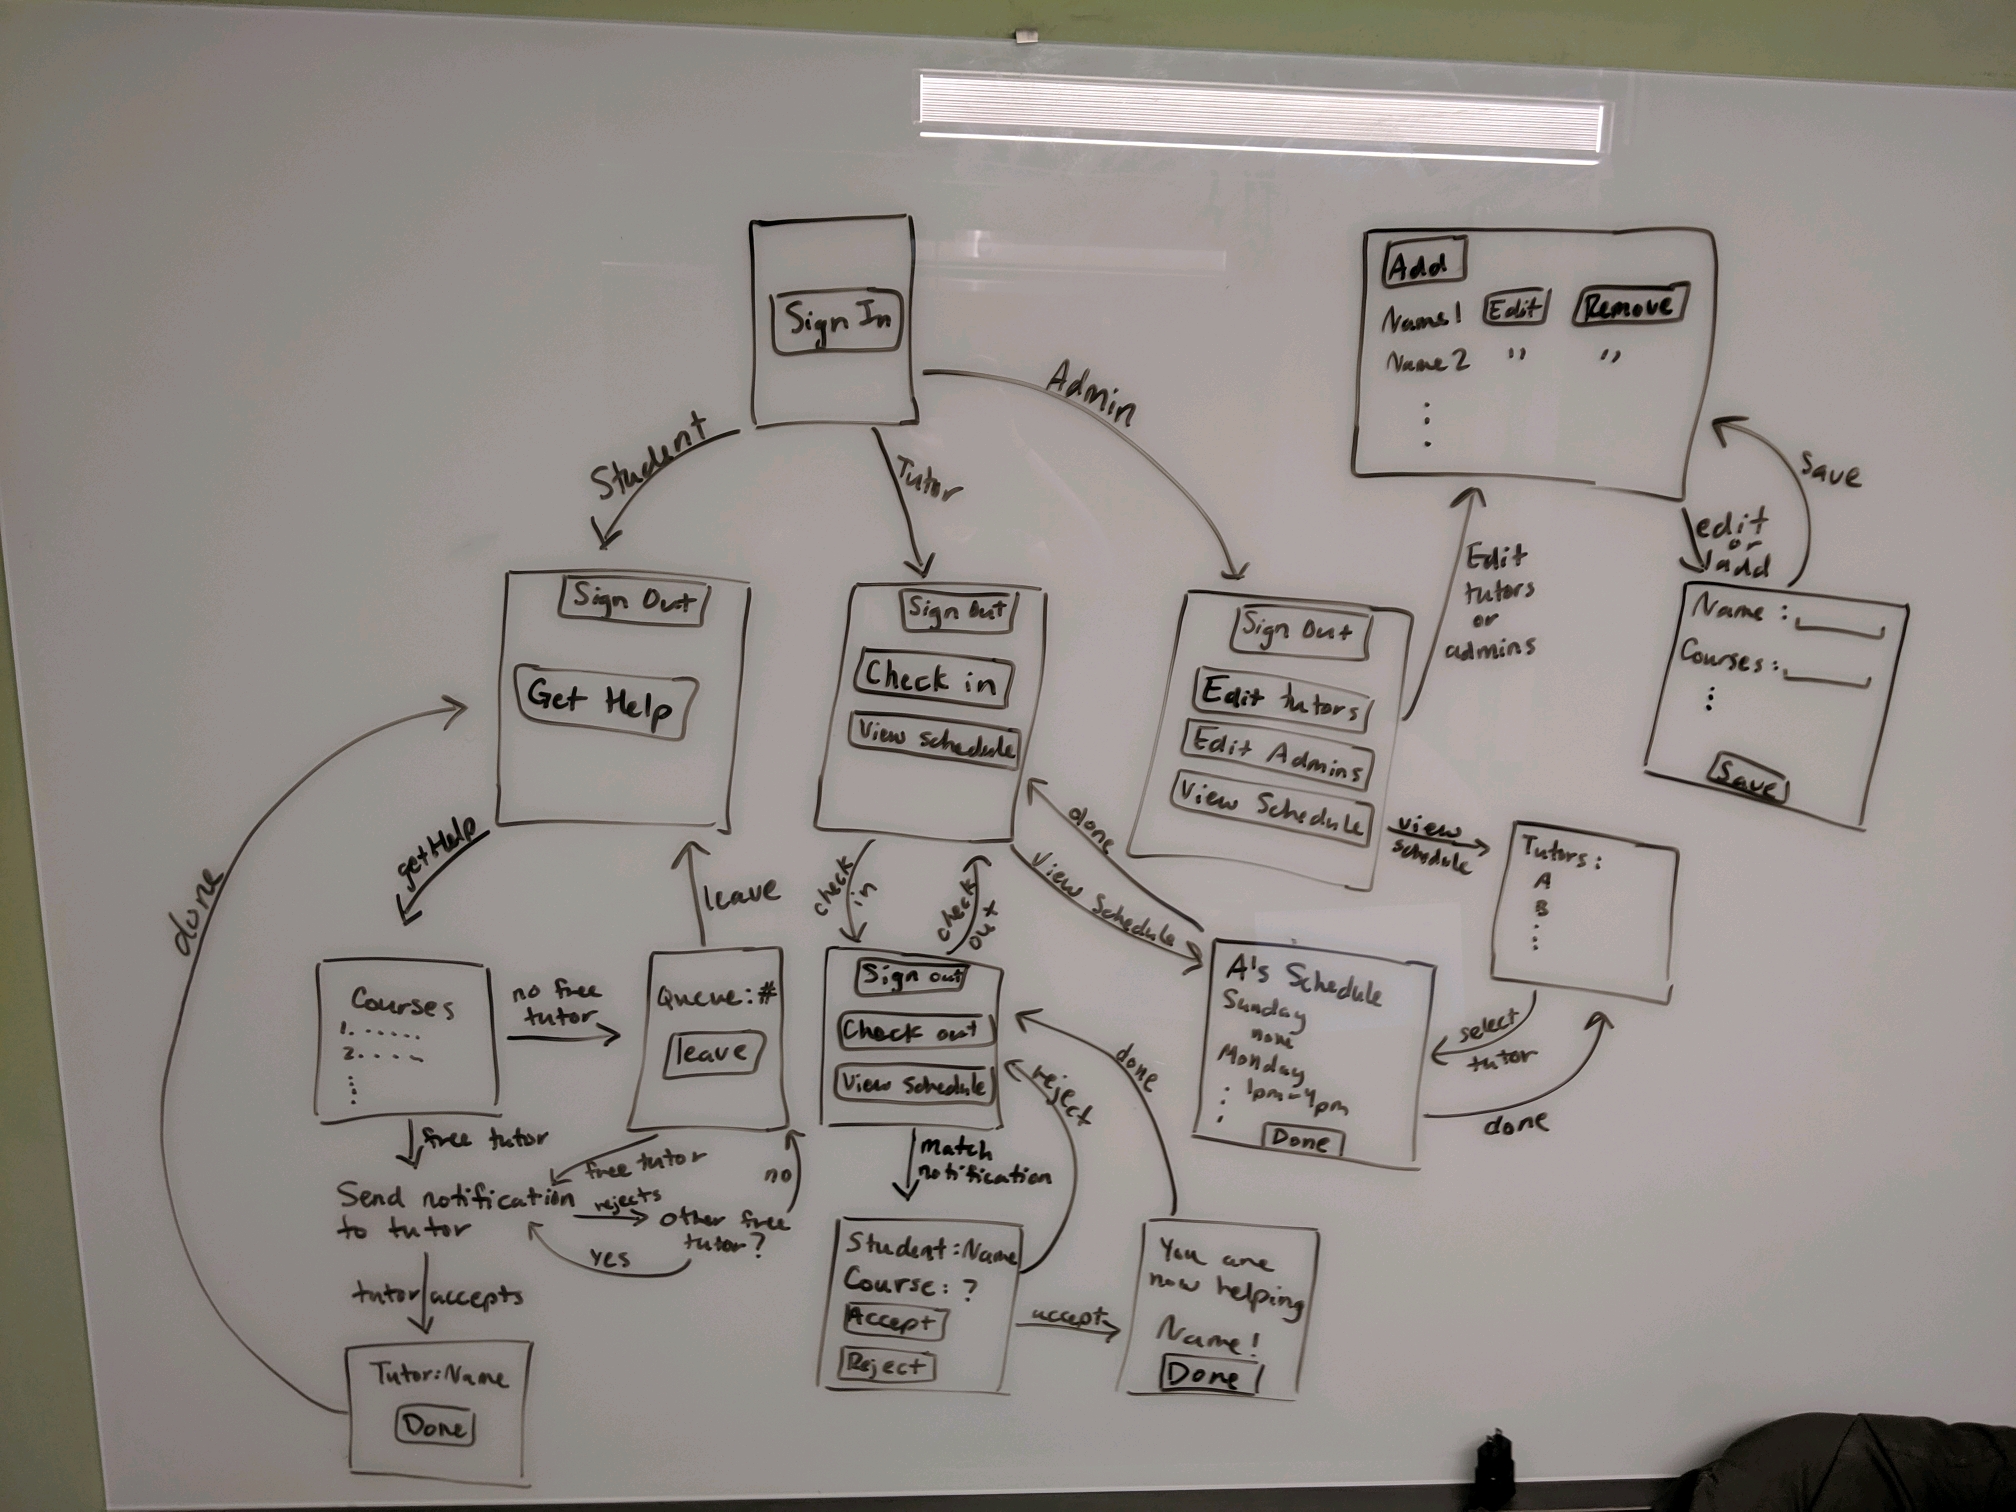 Sign In
Student
Tutor
Admin
Add
Name 1 Edit Remove
Name 2 " "
Save
edit
or
add
Edit
tutors
or
admins
Name:
Courses:
Save
Sign Out
Get Help
Sign Out
Check in
View schedule
Sign Out
Edit tutors
Edit Admins
View Schedule
getHelp
leave
done
check
in
check
out
done
View Schedule
view
schedule
Tutors:
A
B
Courses
1.
2.
no free
tutor
Queue:#
leave
Sign out
Check out
View schedule
A's Schedule
Sunday
none
Monday
1pm-4pm
Done
select
tutor
done
free tutor
free tutor
no
Send notification
to tutor
rejects
other free
tutor?
yes
tutor accepts
Tutor:Name
Done
match
notification
reject
done
Student:Name
Course: ?
Accept
Reject
accept
You are
now helping
Name!
Done